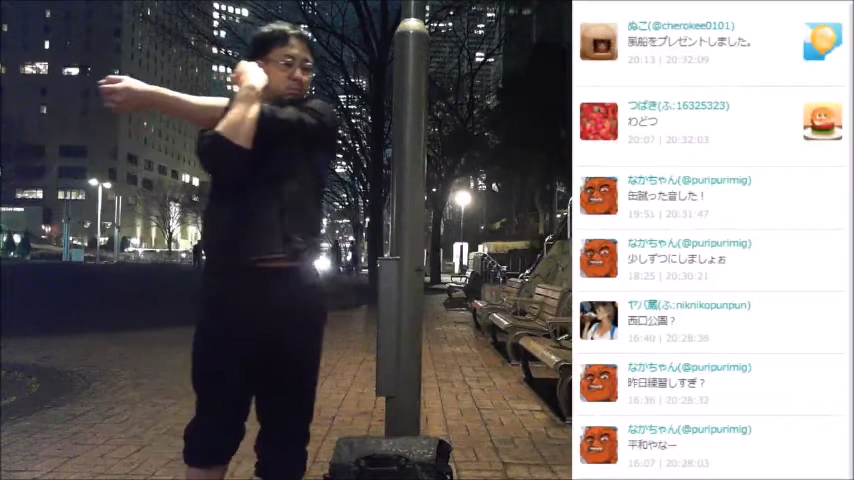 ぬこ(@cherokee0101)
風船をプレゼントしました。
20:13 | 20:32:09
つばき(ふ:16325323)
わどつ
20:07 | 20:32:03
なかちゃん(@puripurimig)
缶蹴った音した！
19:51 | 20:31:47
なかちゃん(@puripurimig)
少しずつにしましょぉ
18:25 | 20:30:21
ヤバ蔵(ふ:niknikopunpun)
西口公園？
16:40 | 20:28:36
なかちゃん(@puripurimig)
昨日練習しすぎ？
16:36 | 20:28:32
なかちゃん(@puripurimig)
平和やなー
16:07 | 20:28:03